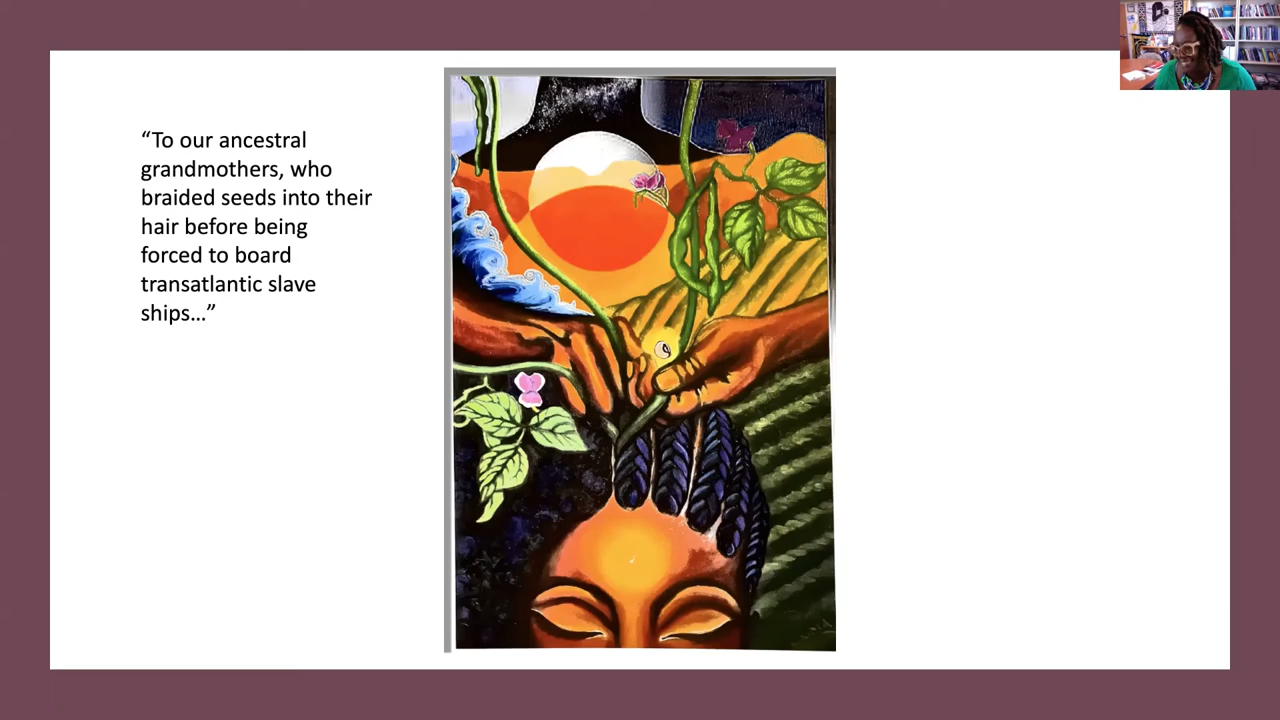 “To our ancestral
grandmothers, who
braided seeds into their
hair before being
forced to board
transatlantic slave
ships…”